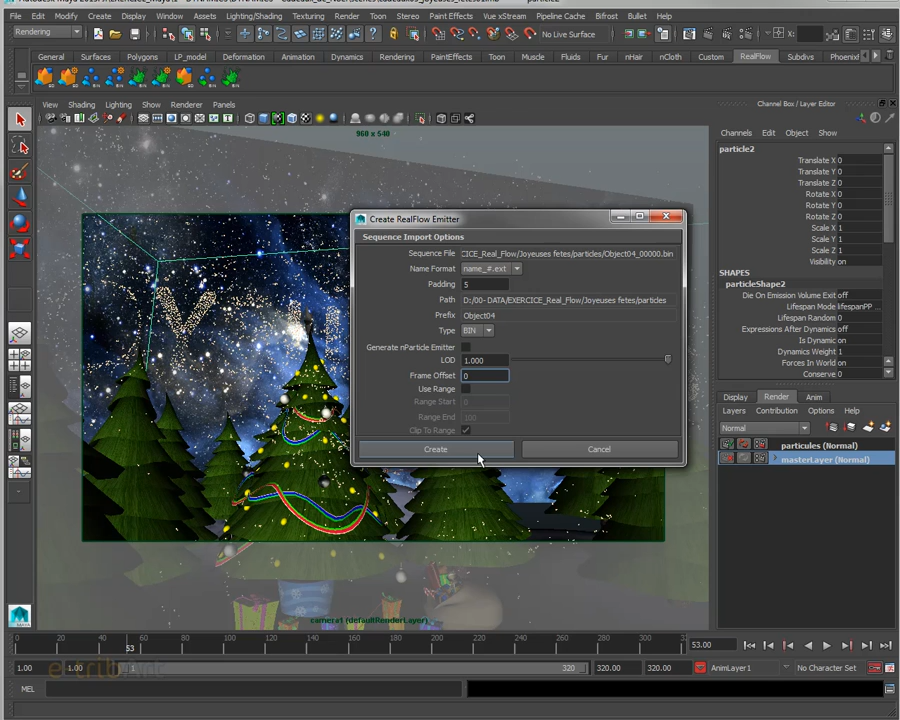 File Edit Modify Create Display Window Assets Lighting/Shading Texturing Render Toon Stereo Paint Effects Vue xStream Pipeline Cache Bifrost Bullet Help
Rendering No Live Surface X:
General Surfaces Polygons LP_model Deformation Animation Dynamics Rendering PaintEffects Toon Muscle Fluids Fur nHair nCloth Custom RealFlow Subdivs
View Shading Lighting Show Renderer Panels
960 x 540
Channel Box / Layer Editor
Channels Edit Object Show
particle2
Translate X 0
Translate Y 0
Translate Z 0
Rotate X 0
Rotate Y 0
Rotate Z 0
Scale X 1
Scale Y 1
Scale Z 1
Visibility on
SHAPES
particleShape2
Die On Emission Volume Exit off
Lifespan Mode lifespanPP ...
Lifespan Random 0
Expressions After Dynamics off
Is Dynamic on
Dynamics Weight 1
Forces In World on
Conserve 0
Create RealFlow Emitter
Sequence Import Options
Sequence File :ICE_Real_Flow/Joyeuses fetes/particles/Object04_00000.bin
Name Format name_#.ext
Padding 5
Path D:/00-DATA/EXERCICE_Real_Flow/Joyeuses fetes/particles
Prefix Object04
Type BIN
Generate nParticle Emitter
LOD 1.000
Frame Offset 0
Use Range
Range Start 0
Range End 100
Clip To Range
Create Cancel
Display Render Anim
Layers Contribution Options Help
Normal
particules (Normal)
masterLayer (Normal)
camera1 (defaultRenderLayer)
0 20 40 60 80 100 120 140 160 180 200 220 240 260 280 300
53
53.00
1.00 1.00 1 320 320.00 320.00 AnimLayer1 No Character Set
MEL